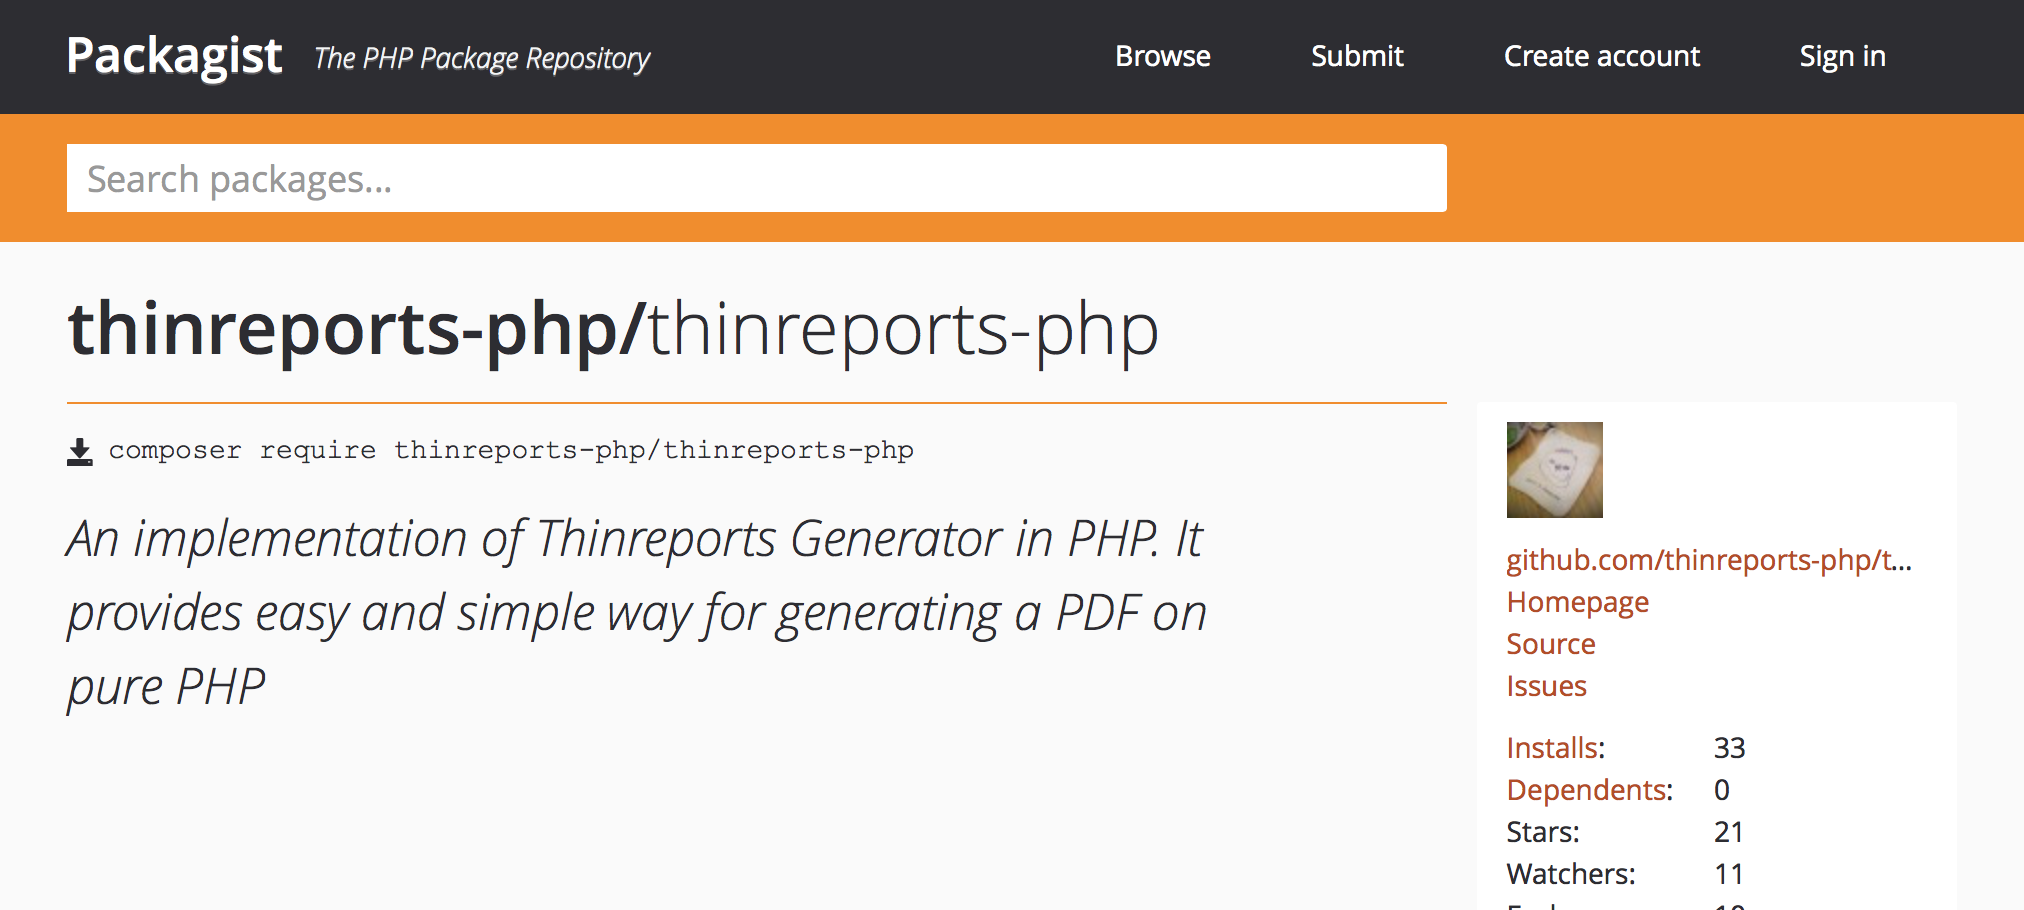 Packagist The PHP Package Repository Browse Submit Create account Sign in
Search packages...
thinreports-php/thinreports-php
composer require thinreports-php/thinreports-php
An implementation of Thinreports Generator in PHP. It
provides easy and simple way for generating a PDF on
pure PHP
github.com/thinreports-php/t...
Homepage
Source
Issues
Installs: 33
Dependents: 0
Stars: 21
Watchers: 11